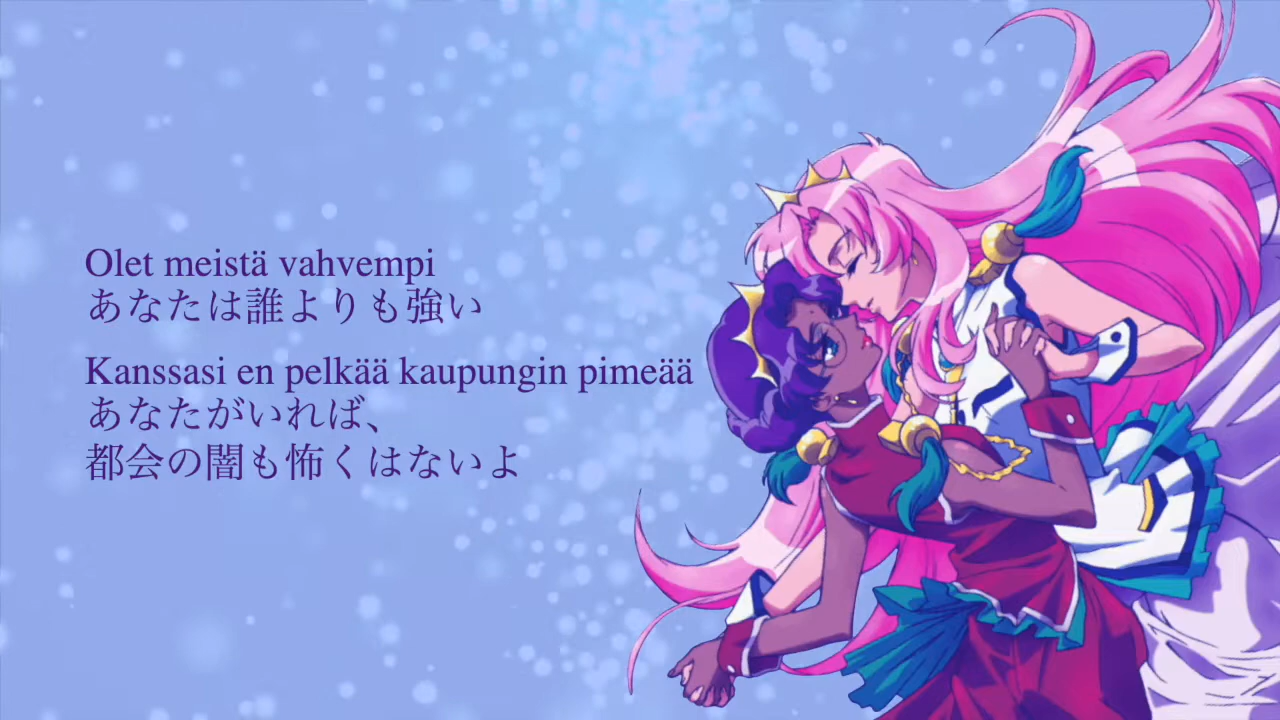 Olet meistä vahvempi
あなたは誰よりも強い
Kanssasi en pelkää kaupungin pimeää
あなたがいれば、
都会の闇も怖くはないよ